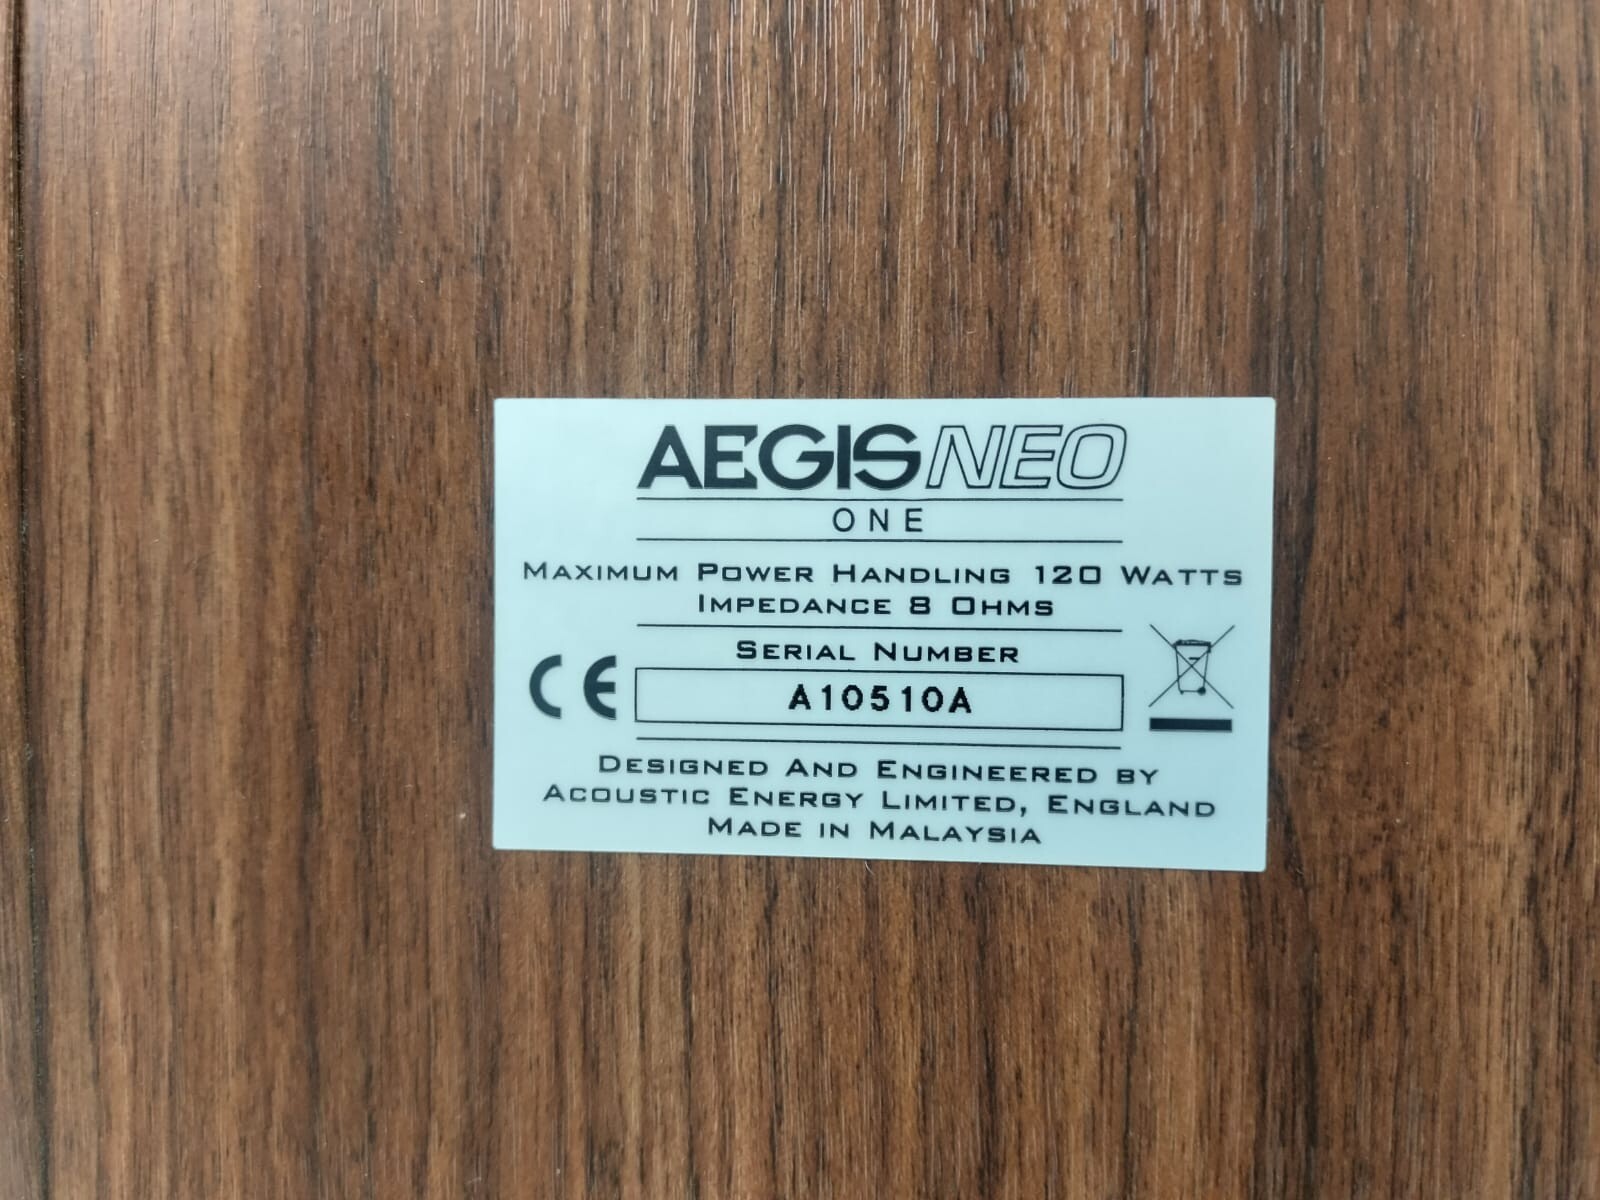 AEGISNEO
ONE
MAXIMUM POWER HANDLING 120 WATTS
IMPEDANCE 8 OHMS
SERIAL NUMBER
CE
A10510A
DESIGNED AND ENGINEERED BY
ACOUSTIC ENERGY LIMITED, ENGLAND
MADE IN MALAYSIA